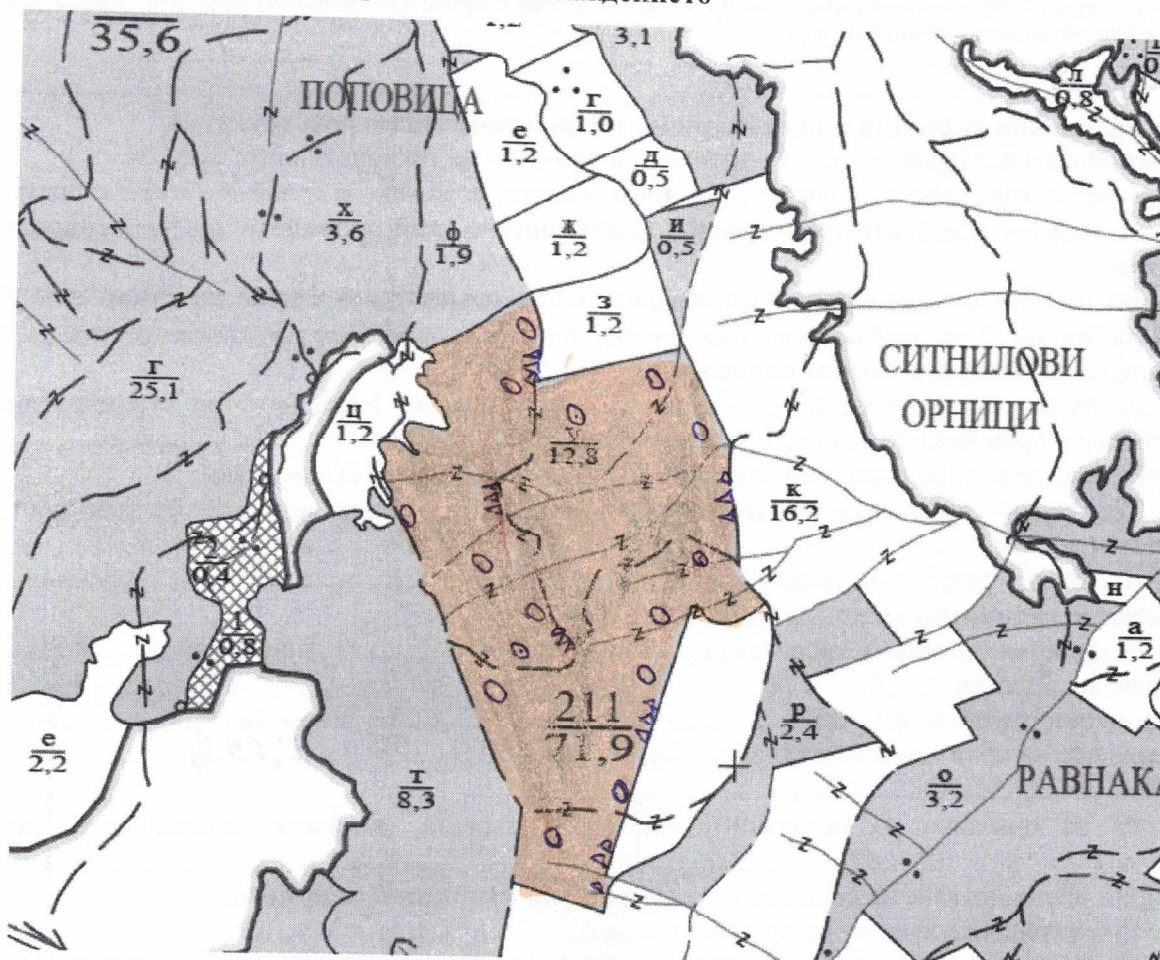 35,6
3,1
ПОПОВИЦА
г
1,0
е
1,2
д
0,5
л
0,8
х
3,6
ф
1,9
ж
1,2
и
0,5
з
1,2
г
25,1
ц
1,2
СИТНИЛОВИ
ОРНИЦИ
12,8
к
16,2
2
0,4
1
0,8
н
а
1,2
211
71,9
е
2,2
т
8,3
р
2,4
о
3,2
РАВНАКА